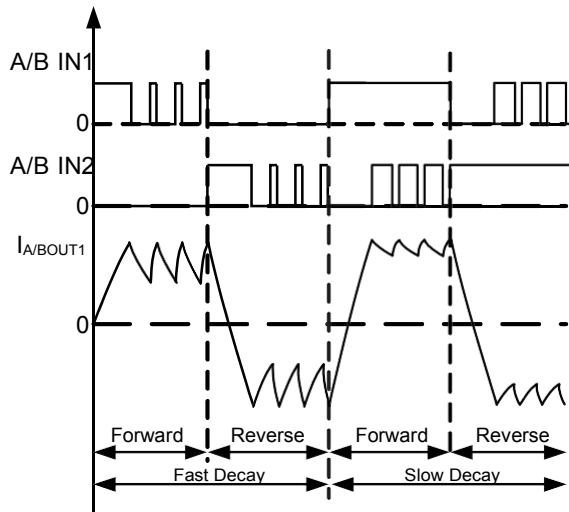 A/B IN1
0
A/B IN2
0
IA/BOUT1
0
Forward Reverse Forward Reverse
Fast Decay Slow Decay